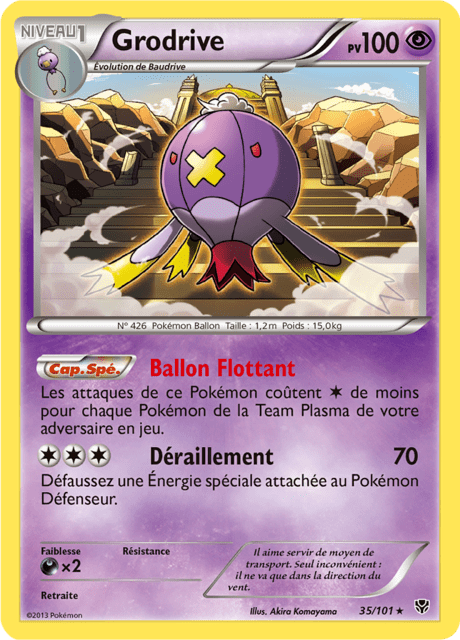 NIVEAU 1
Grodrive
PV 100
Évolution de Baudrive
N° 426 Pokémon Ballon Taille : 1,2 m Poids : 15,0 kg
Cap. Spé. Ballon Flottant
Les attaques de ce Pokémon coûtent de moins
pour chaque Pokémon de la Team Plasma de votre
adversaire en jeu.
Déraillement 70
Défaussez une Énergie spéciale attachée au Pokémon
Défenseur.
Faiblesse
Résistance
×2
Retraite
Il aime servir de moyen de
transport. Seul inconvénient :
il ne va que dans la direction du
vent.
Illus. Akira Komayama
35/101
©2013 Pokémon